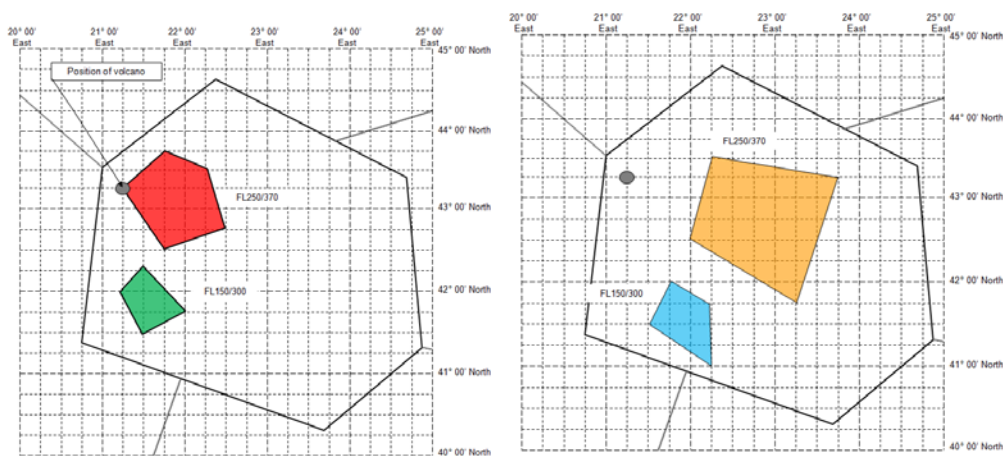 20° 00' East
21° 00' East
22° 00' East
23° 00' East
24° 00' East
25° 00' East
45° 00' North
Position of volcano
44° 00' North
FL250/370
43° 00' North
FL150/300
42° 00' North
41° 00' North
40° 00' North
20° 00' East
21° 00' East
22° 00' East
23° 00' East
24° 00' East
25° 00' East
45° 00' North
44° 00' North
FL250/370
43° 00' North
FL150/300
42° 00' North
41° 00' North
40° 00' North